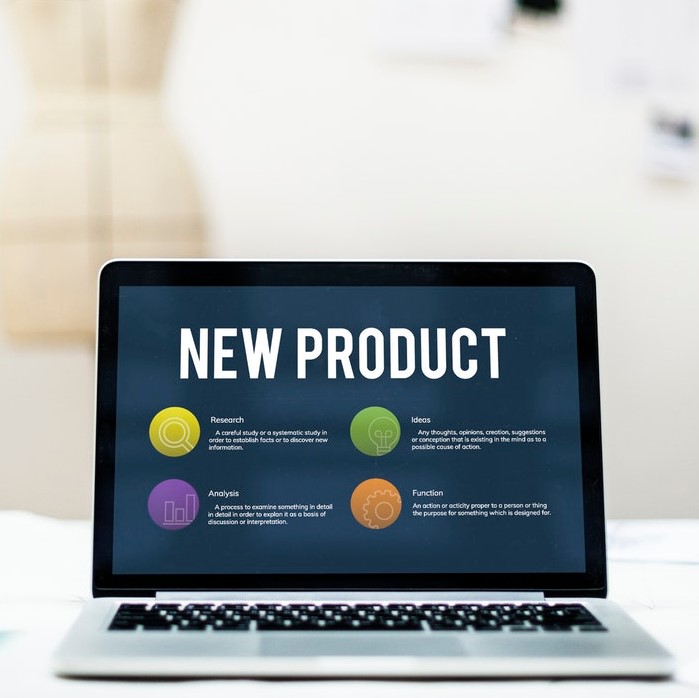 NEW PRODUCT
Research
A careful study or a systematic study in
order to establish facts or to discover new
information.
Ideas
Any thoughts, opinions, creation, suggestions
or conception that is existing in the mind as to a
possible cause of action.
Analysis
A process to examine something in detail
in detail in order to explan it as a basis of
discussion or interpretation.
Function
An action or acticity proper to a person or thing
the purpose for something which is designed for.